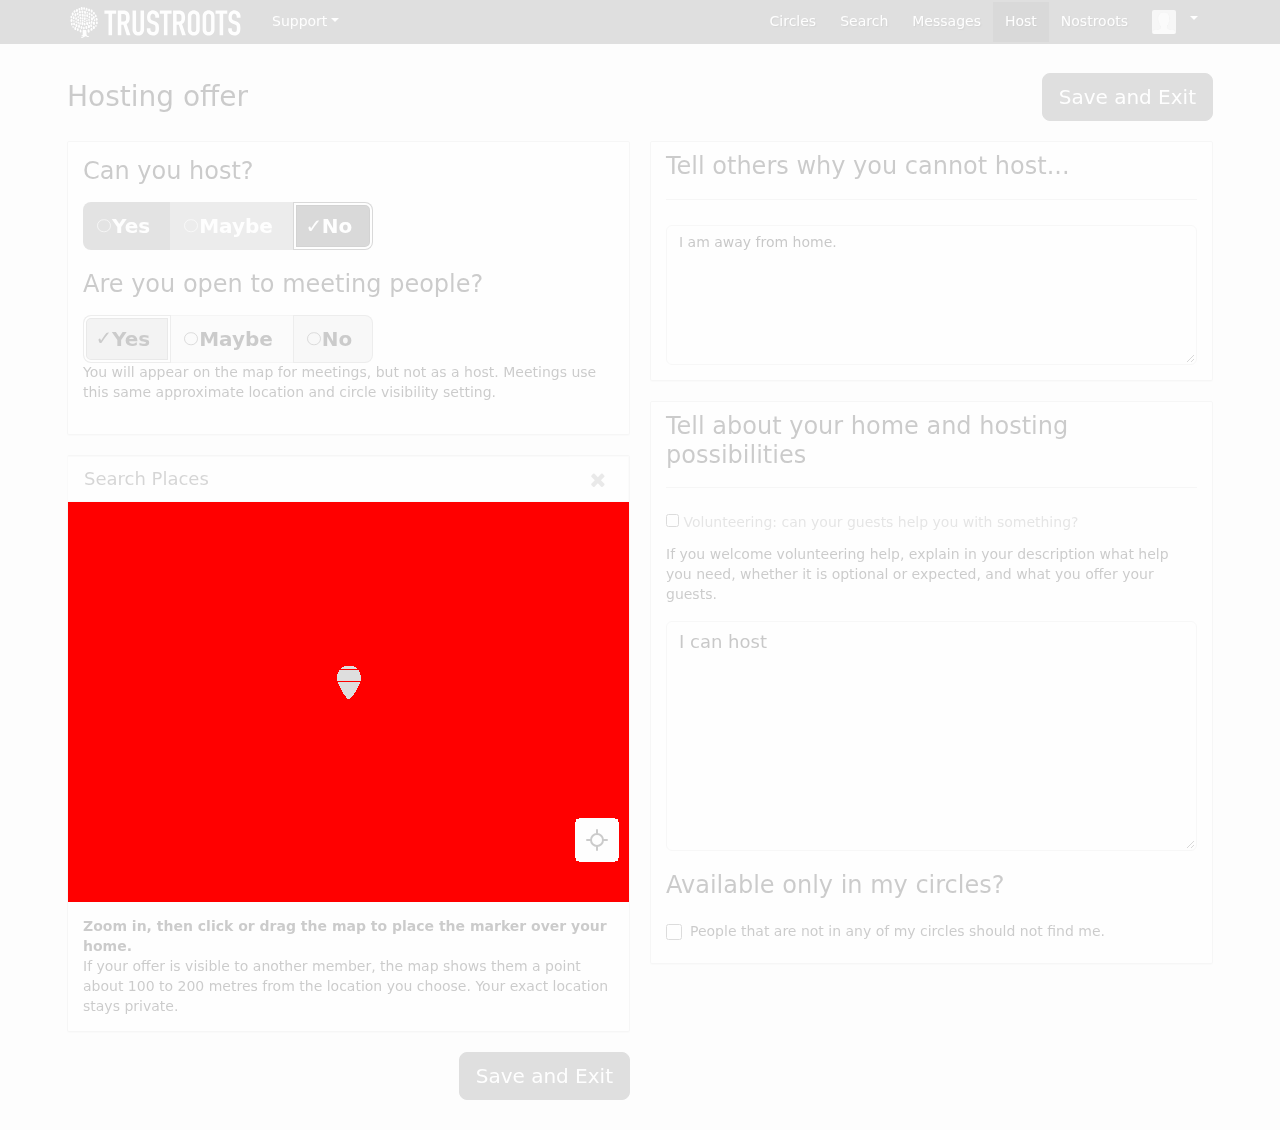 TRUSTROOTS
Support
Circles
Search
Messages
Host
Nostroots
Hosting offer
Save and Exit
Can you host?
Yes
Maybe
✓No
Are you open to meeting people?
✓Yes
Maybe
No
You will appear on the map for meetings, but not as a host. Meetings use
this same approximate location and circle visibility setting.
Search Places
Zoom in, then click or drag the map to place the marker over your
home.
If your offer is visible to another member, the map shows them a point
about 100 to 200 metres from the location you choose. Your exact location
stays private.
Save and Exit
Tell others why you cannot host...
I am away from home.
Tell about your home and hosting
possibilities
Volunteering: can your guests help you with something?
If you welcome volunteering help, explain in your description what help
you need, whether it is optional or expected, and what you offer your
guests.
I can host
Available only in my circles?
People that are not in any of my circles should not find me.